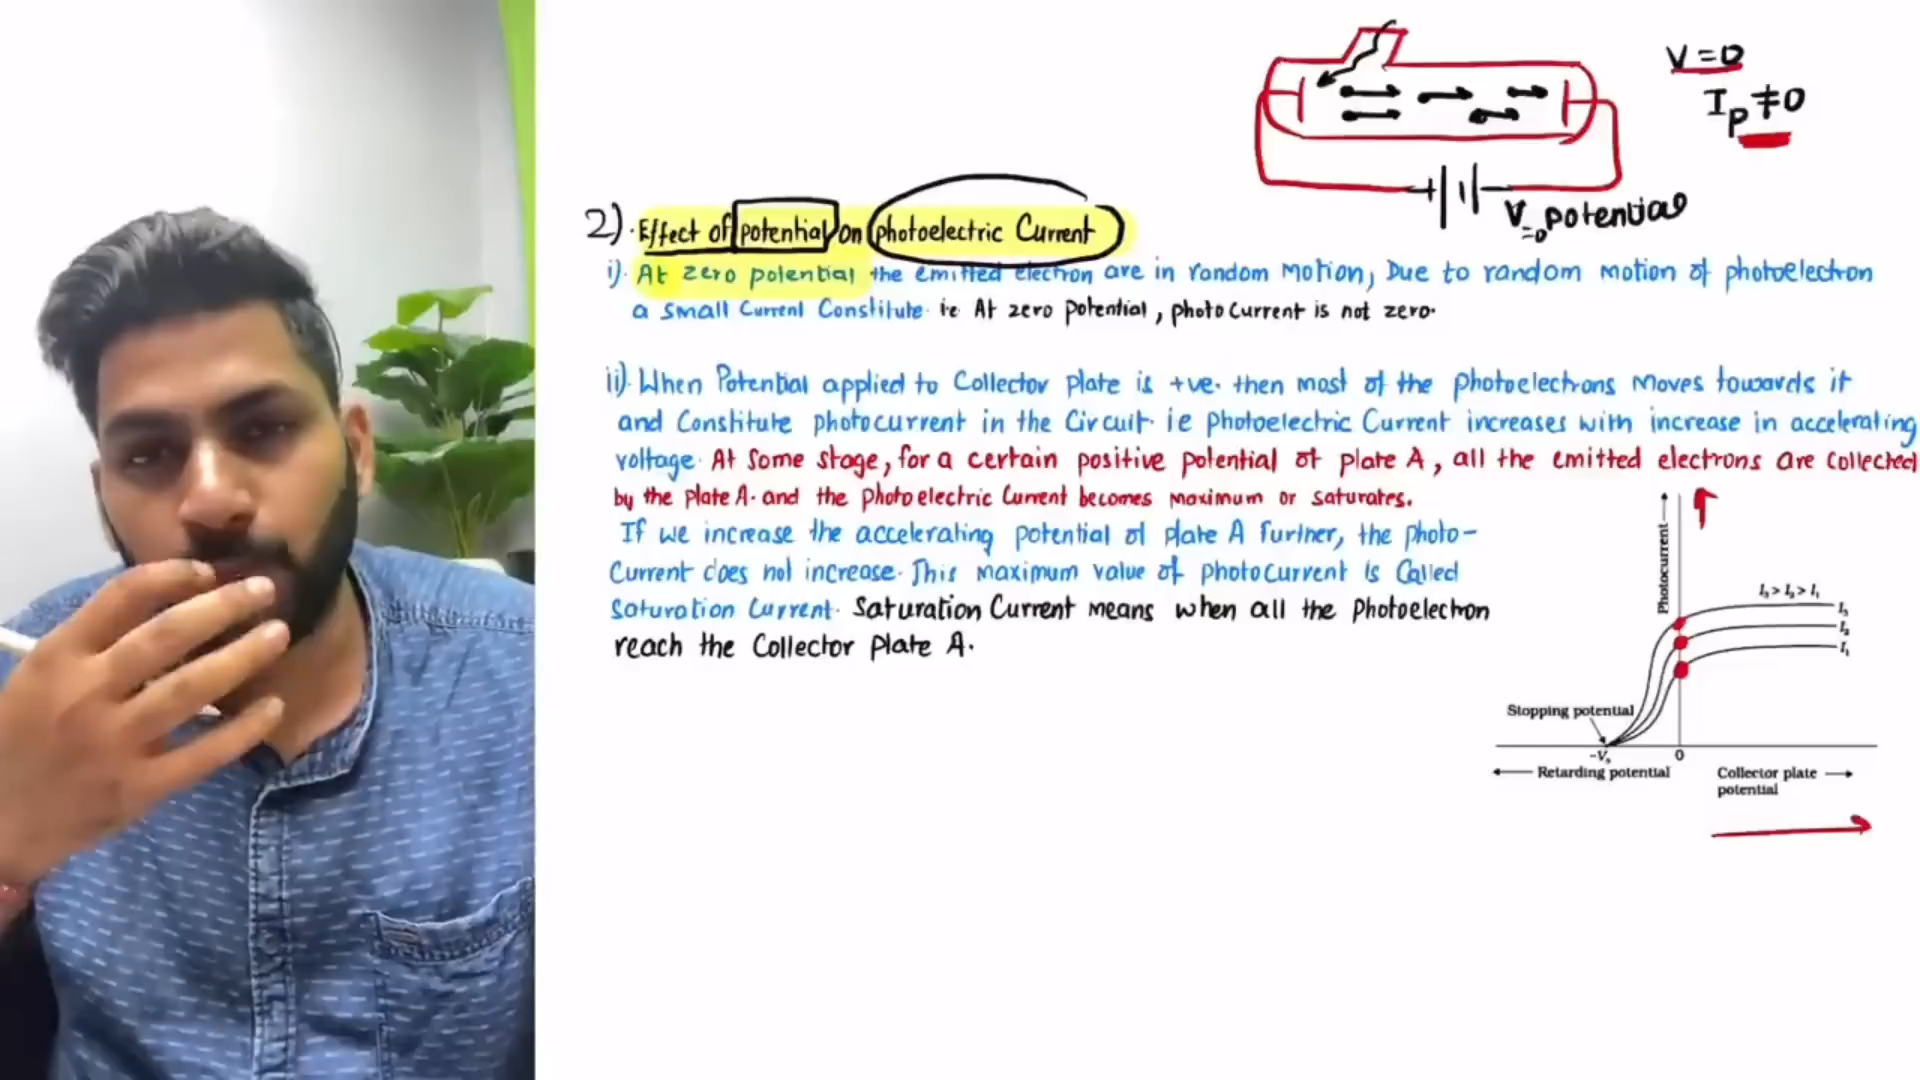 V=0
Ip≠0
V=0 potential
2). Effect of potential on photoelectric Current
i). At zero potential the emitted electron are in random motion, Due to random motion of photoelectron
a small Current Constitute ie At zero potential, photocurrent is not zero.
ii). When Potential applied to Collector plate is +ve. then most of the photoelectrons Moves towards it
and Constitute photocurrent in the Circuit. ie photoelectric Current increases with increase in accelerating
voltage. At some stage, for a certain positive potential of plate A, all the emitted electrons are Collected
by the plate A. and the photoelectric Current becomes maximum or saturates.
If we increase the accelerating potential of plate A Further, the photo-
Current does not increase. This maximum value of photocurrent is Called
Saturation Current. Saturation Current means when all the Photoelectron
reach the Collector Plate A.
Photocurrent
I₃ > I₂ > I₁
I₃
I₂
I₁
Stopping potential
-V₀ 0
Retarding potential Collector plate
potential